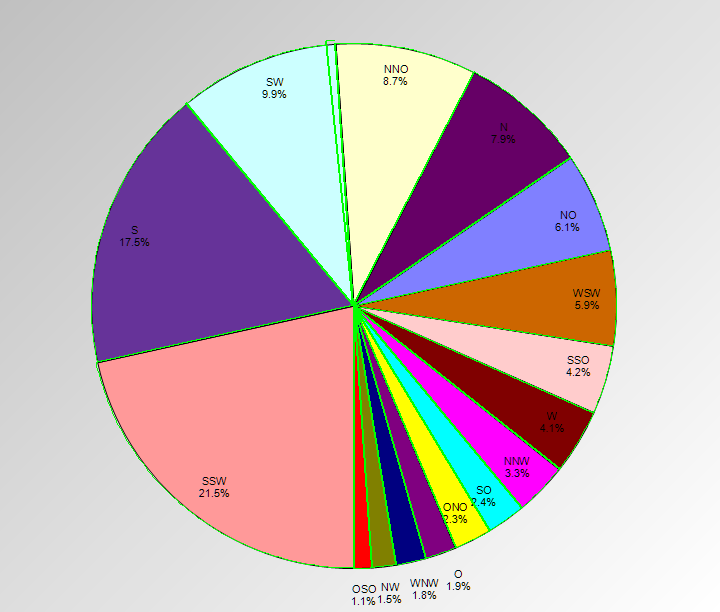 NNO
8.7%
SW
9.9%
N
7.9%
NO
6.1%
S
17.5%
WSW
5.9%
SSO
4.2%
W
4.1%
NNW
3.3%
SO
2.4%
SSW
21.5%
ONO
2.3%
O
1.9%
WNW
1.8%
NW
1.5%
OSO
1.1%